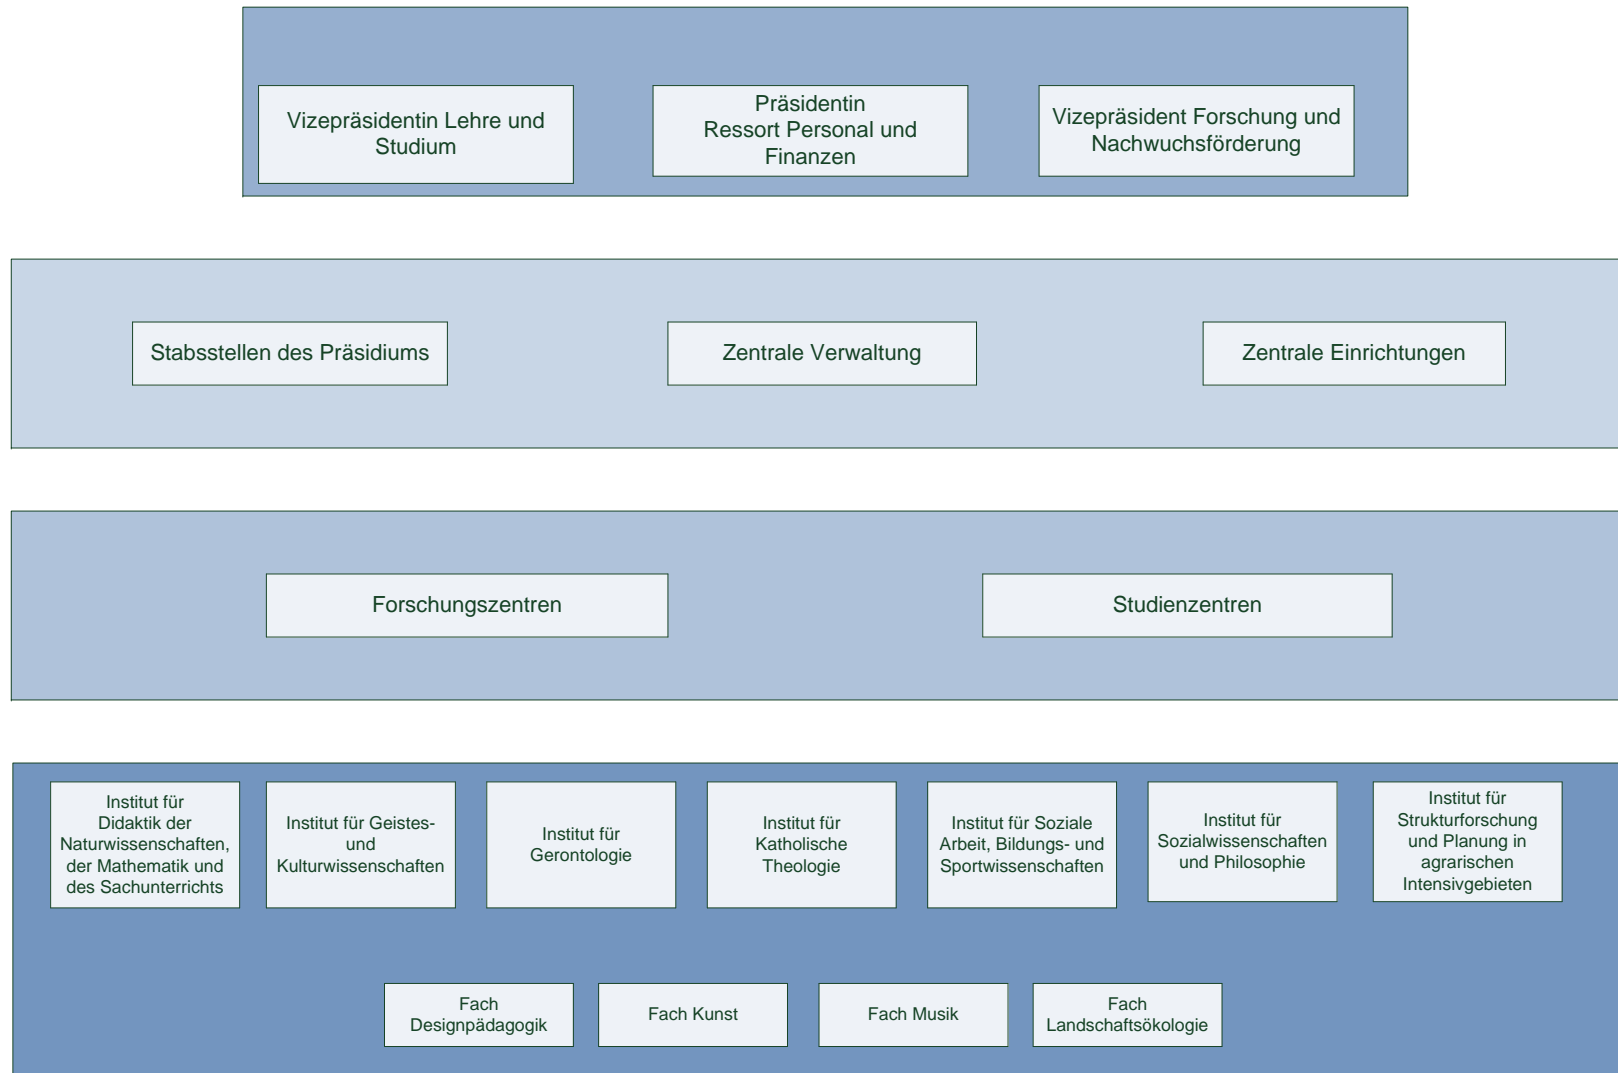 Vizepräsidentin Lehre und
Studium
Präsidentin
Ressort Personal und
Finanzen
Vizepräsident Forschung und
Nachwuchsförderung
Stabsstellen des Präsidiums
Zentrale Verwaltung
Zentrale Einrichtungen
Forschungszentren
Studienzentren
Institut für
Didaktik der
Naturwissenschaften,
der Mathematik und
des Sachunterrichts
Institut für Geistes-
und
Kulturwissenschaften
Institut für
Gerontologie
Institut für
Katholische
Theologie
Institut für Soziale
Arbeit, Bildungs- und
Sportwissenschaften
Institut für
Sozialwissenschaften
und Philosophie
Institut für
Strukturforschung
und Planung in
agrarischen
Intensivgebieten
Fach
Designpädagogik
Fach Kunst
Fach Musik
Fach
Landschaftsökologie